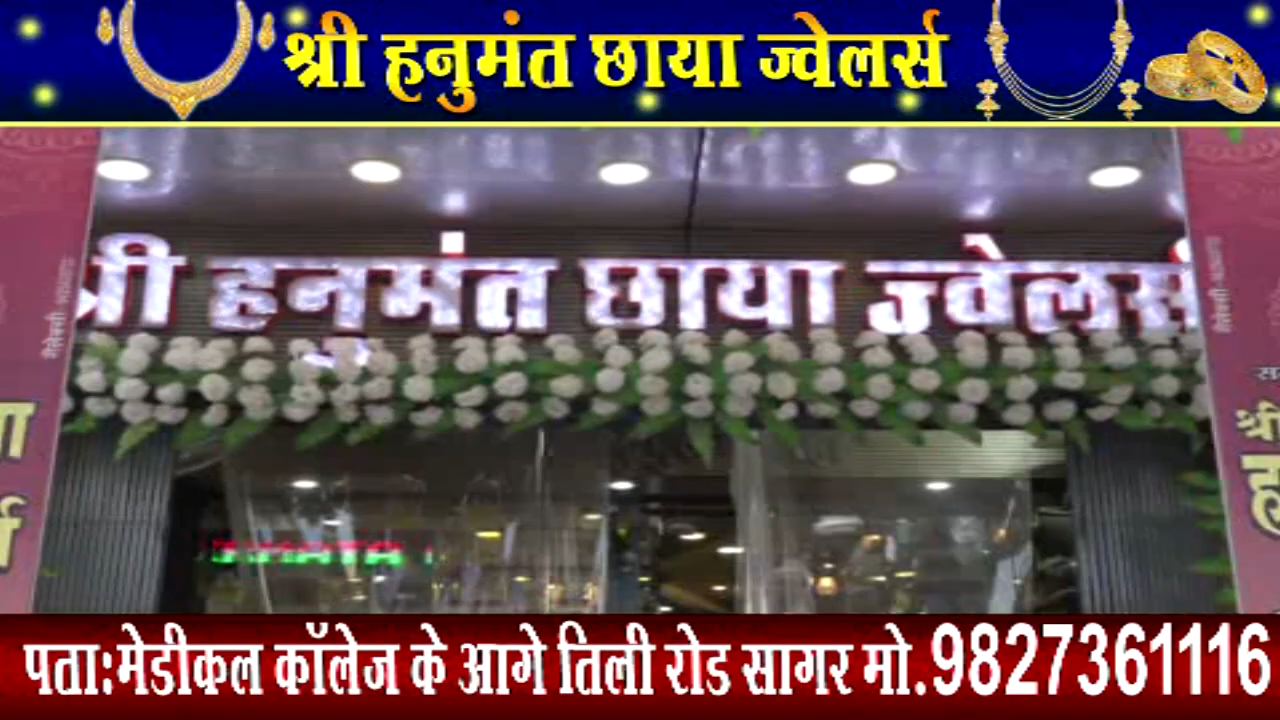 श्री हनुमंत छाया ज्वेलर्स
श्री हनुमंत छाया ज्वेलर्स
श्री
पता:मेडीकल कॉलेज के आगे तिली रोड सागर मो.9827361116